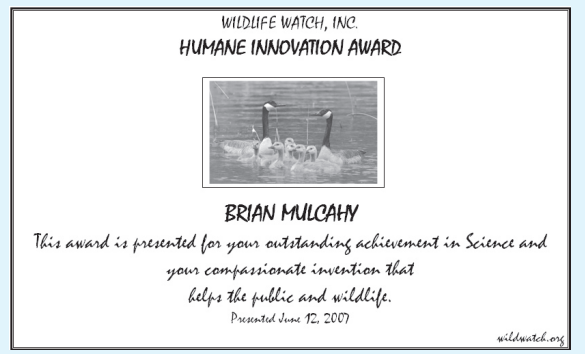 WILDLIFE WATCH, INC.
HUMANE INNOVATION AWARD
BRIAN MULCAHY
This award is presented for your outstanding achievement in Science and
your compassionate invention that
helps the public and wildlife.
Presented June 12, 2007
wildwatch.org